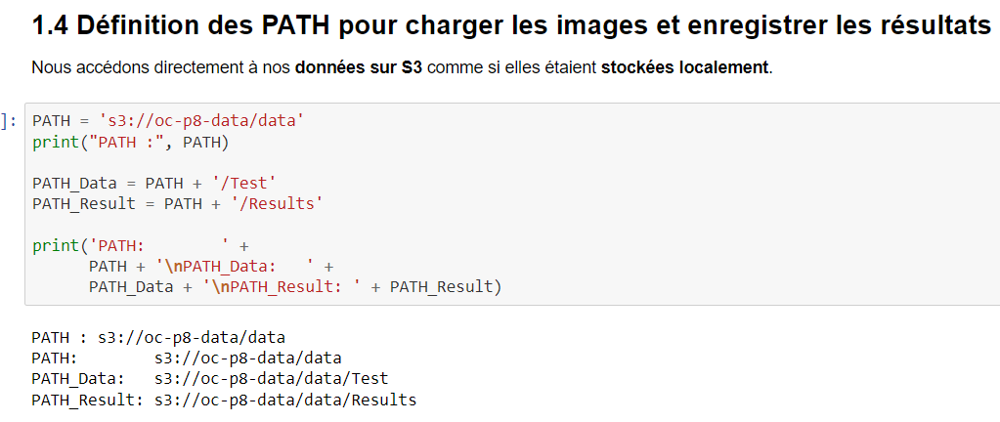 1.4 Définition des PATH pour charger les images et enregistrer les résultats
Nous accédons directement à nos données sur S3 comme si elles étaient stockées localement.
]: PATH = 's3://oc-p8-data/data'
print("PATH :", PATH)
PATH_Data = PATH + '/Test'
PATH_Result = PATH + '/Results'
print('PATH:        ' +
      PATH + '\nPATH_Data:   ' +
      PATH_Data + '\nPATH_Result: ' + PATH_Result)
PATH : s3://oc-p8-data/data
PATH:        s3://oc-p8-data/data
PATH_Data:   s3://oc-p8-data/data/Test
PATH_Result: s3://oc-p8-data/data/Results